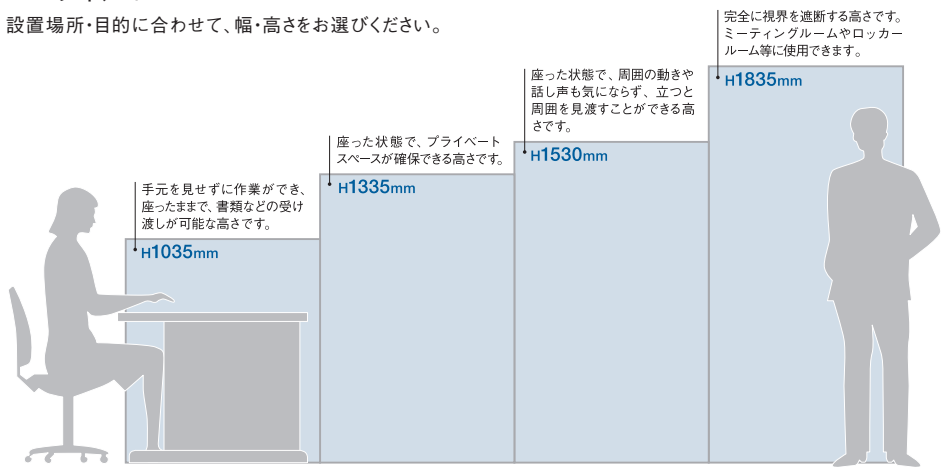 設置場所・目的に合わせて、幅・高さをお選びください。
完全に視界を遮断する高さです。
ミーティングルームやロッカー
ルーム等に使用できます。
H1835mm
座った状態で、周囲の動きや
話し声も気にならず、立つと
周囲を見渡すことができる高
さです。
H1530mm
座った状態で、プライベート
スペースが確保できる高さです。
H1335mm
手元を見せずに作業ができ、
座ったままで、書類などの受け
渡しが可能な高さです。
H1035mm